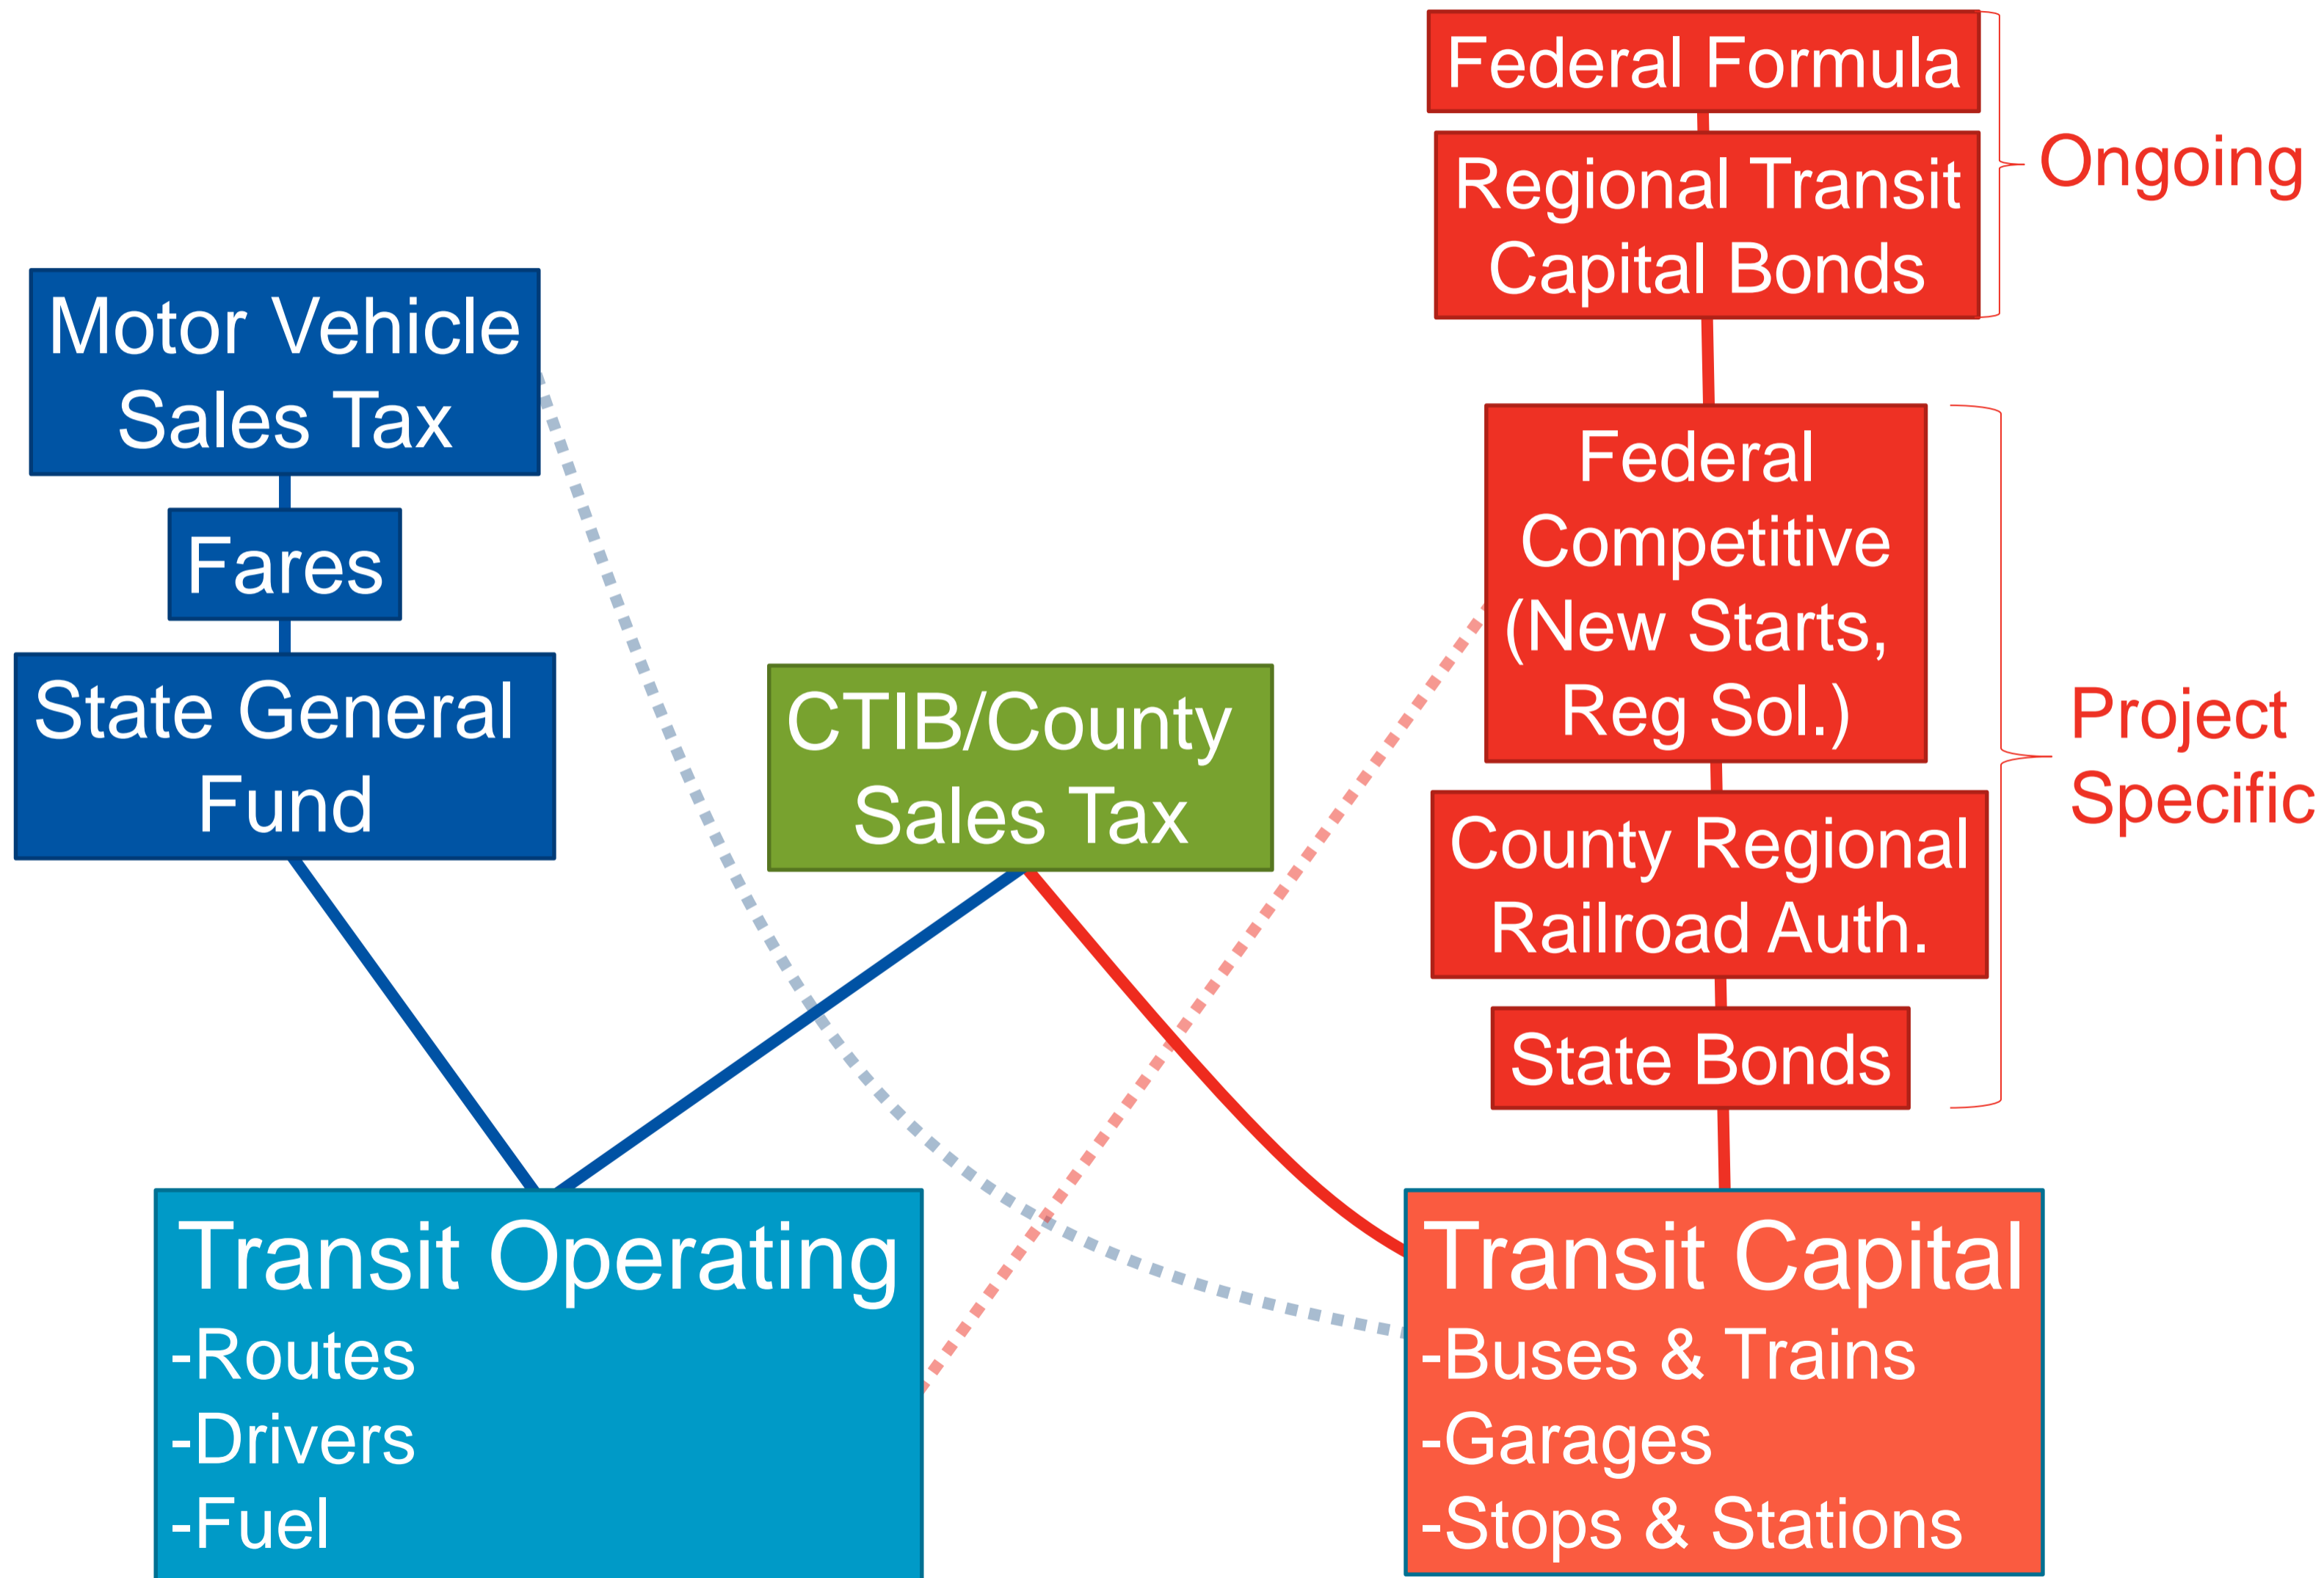 Federal Formula
Regional Transit
Capital Bonds
Ongoing
Motor Vehicle
Sales Tax
Fares
State General
Fund
CTIB/County
Sales Tax
Federal
Competitive
(New Starts,
Reg Sol.)
County Regional
Railroad Auth.
State Bonds
Project
Specific
Transit Operating
-Routes
-Drivers
-Fuel
Transit Capital
-Buses & Trains
-Garages
-Stops & Stations